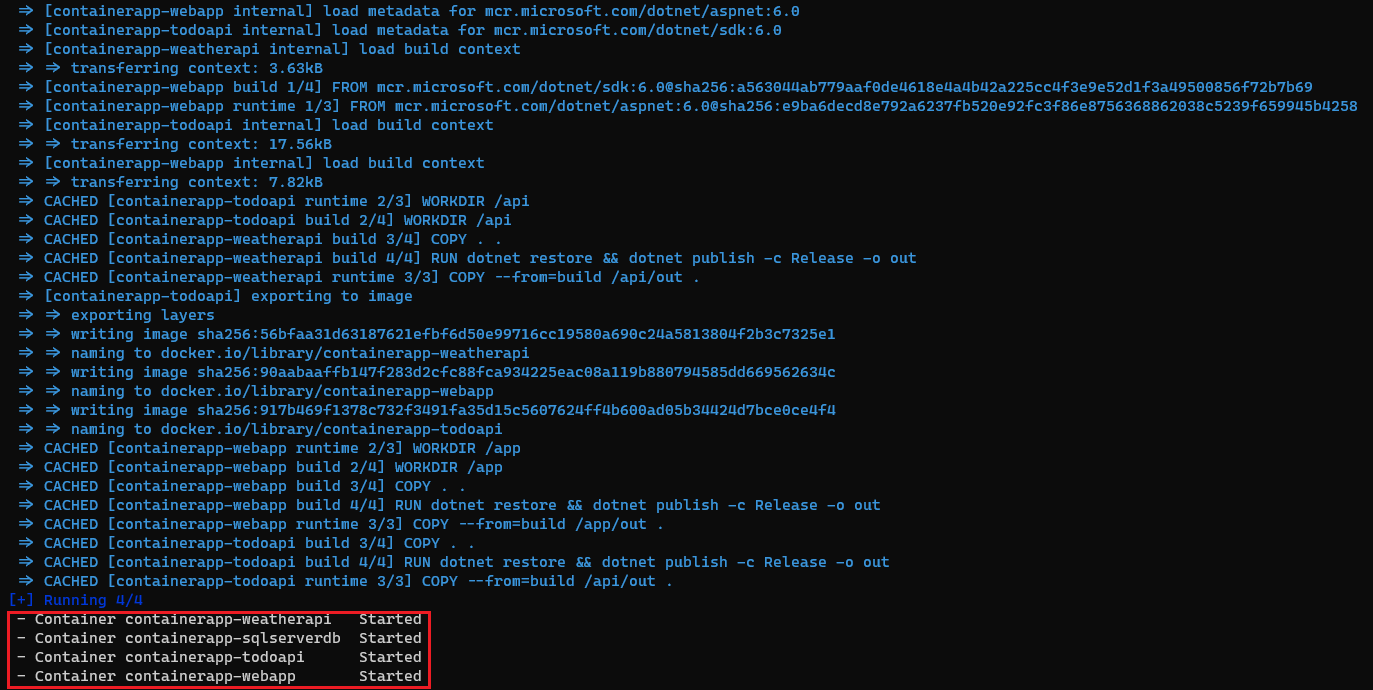 => [containerapp-webapp internal] load metadata for mcr.microsoft.com/dotnet/aspnet:6.0
=> [containerapp-todoapi internal] load metadata for mcr.microsoft.com/dotnet/sdk:6.0
=> [containerapp-weatherapi internal] load build context
=> => transferring context: 3.63kB
=> [containerapp-webapp build 1/4] FROM mcr.microsoft.com/dotnet/sdk:6.0@sha256:a563044ab779aaf0de4618e4a4b42a225cc4f3e9e52d1f3a49500856f72b7b69
=> [containerapp-webapp runtime 1/3] FROM mcr.microsoft.com/dotnet/aspnet:6.0@sha256:e9ba6decd8e792a6237fb520e92fc3f86e8756368862038c5239f659945b4258
=> [containerapp-todoapi internal] load build context
=> => transferring context: 17.56kB
=> [containerapp-webapp internal] load build context
=> => transferring context: 7.82kB
=> CACHED [containerapp-todoapi runtime 2/3] WORKDIR /api
=> CACHED [containerapp-todoapi build 2/4] WORKDIR /api
=> CACHED [containerapp-weatherapi build 3/4] COPY . .
=> CACHED [containerapp-weatherapi build 4/4] RUN dotnet restore && dotnet publish -c Release -o out
=> CACHED [containerapp-weatherapi runtime 3/3] COPY --from=build /api/out .
=> [containerapp-todoapi] exporting to image
=> => exporting layers
=> => writing image sha256:56bfaa31d63187621efbf6d50e99716cc19580a690c24a5813804f2b3c7325e1
=> => naming to docker.io/library/containerapp-weatherapi
=> => writing image sha256:90aabaaffb147f283d2cfc88fca934225eac08a119b880794585dd669562634c
=> => naming to docker.io/library/containerapp-webapp
=> => writing image sha256:917b469f1378c732f3491fa35d15c5607624ff4b600ad05b34424d7bce0ce4f4
=> => naming to docker.io/library/containerapp-todoapi
=> CACHED [containerapp-webapp runtime 2/3] WORKDIR /app
=> CACHED [containerapp-webapp build 2/4] WORKDIR /app
=> CACHED [containerapp-webapp build 3/4] COPY . .
=> CACHED [containerapp-webapp build 4/4] RUN dotnet restore && dotnet publish -c Release -o out
=> CACHED [containerapp-webapp runtime 3/3] COPY --from=build /app/out .
=> CACHED [containerapp-todoapi build 3/4] COPY . .
=> CACHED [containerapp-todoapi build 4/4] RUN dotnet restore && dotnet publish -c Release -o out
=> CACHED [containerapp-todoapi runtime 3/3] COPY --from=build /api/out .
[+] Running 4/4
- Container containerapp-weatherapi Started
- Container containerapp-sqlserverdb Started
- Container containerapp-todoapi Started
- Container containerapp-webapp Started